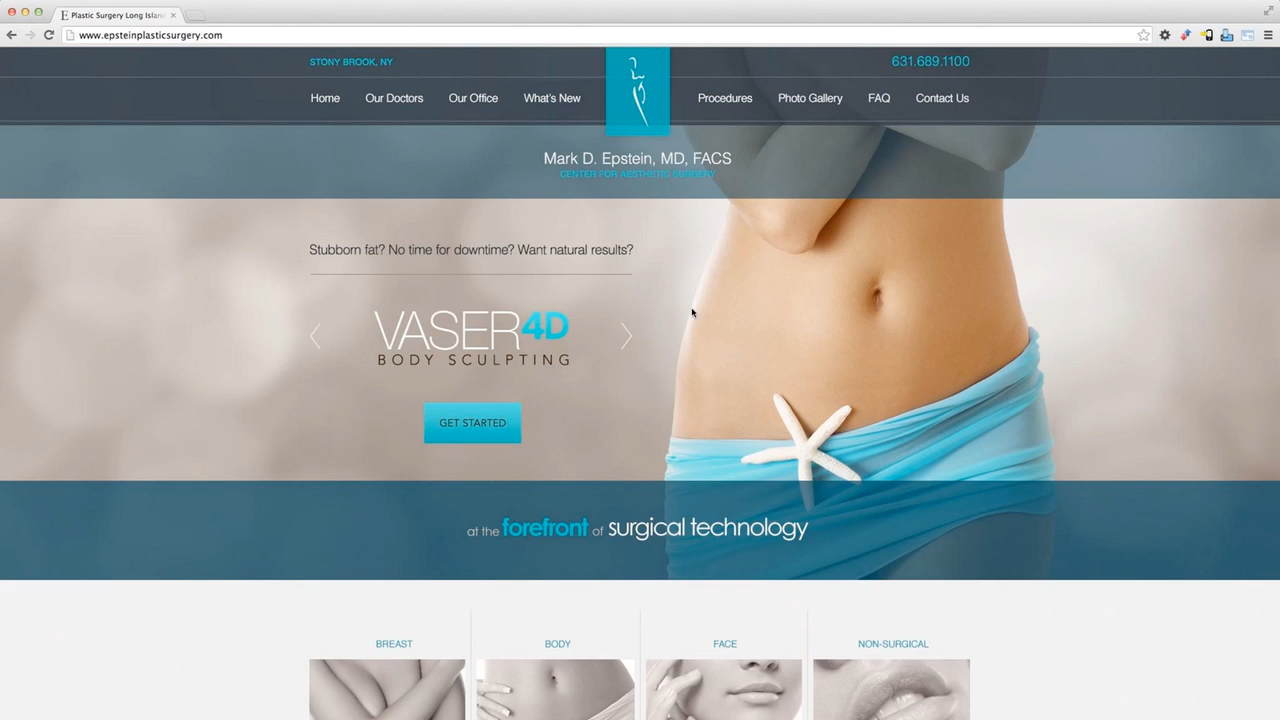 Plastic Surgery Long Islan
www.epsteinplasticsurgery.com
STONY BROOK, NY
631.689.1100
Home
Our Doctors
Our Office
What's New
Procedures
Photo Gallery
FAQ
Contact Us
Mark D. Epstein, MD, FACS
CENTER FOR AESTHETIC SURGERY
Stubborn fat? No time for downtime? Want natural results?
VASER4D
BODY SCULPTING
GET STARTED
at the forefront of surgical technology
BREAST
BODY
FACE
NON-SURGICAL